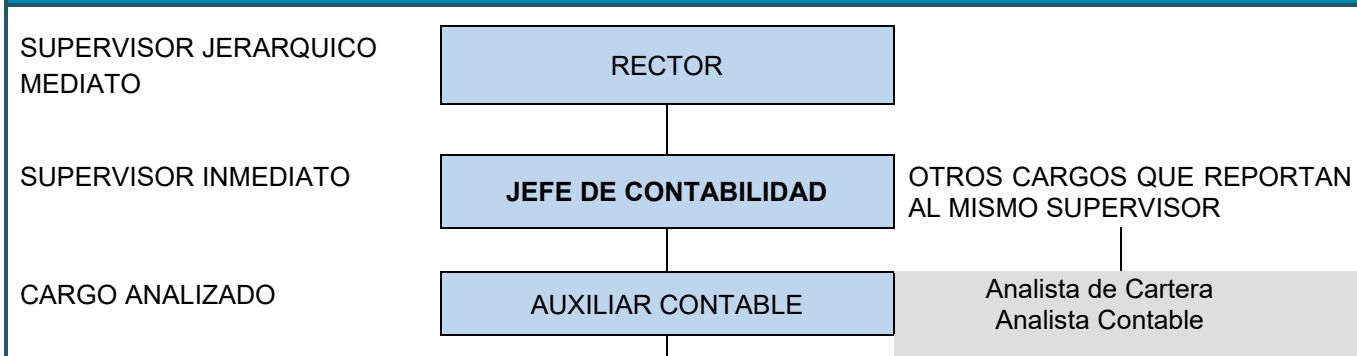 SUPERVISOR JERARQUICO
MEDIATO
RECTOR
SUPERVISOR INMEDIATO
JEFE DE CONTABILIDAD
OTROS CARGOS QUE REPORTAN
AL MISMO SUPERVISOR
CARGO ANALIZADO
AUXILIAR CONTABLE
Analista de Cartera
Analista Contable